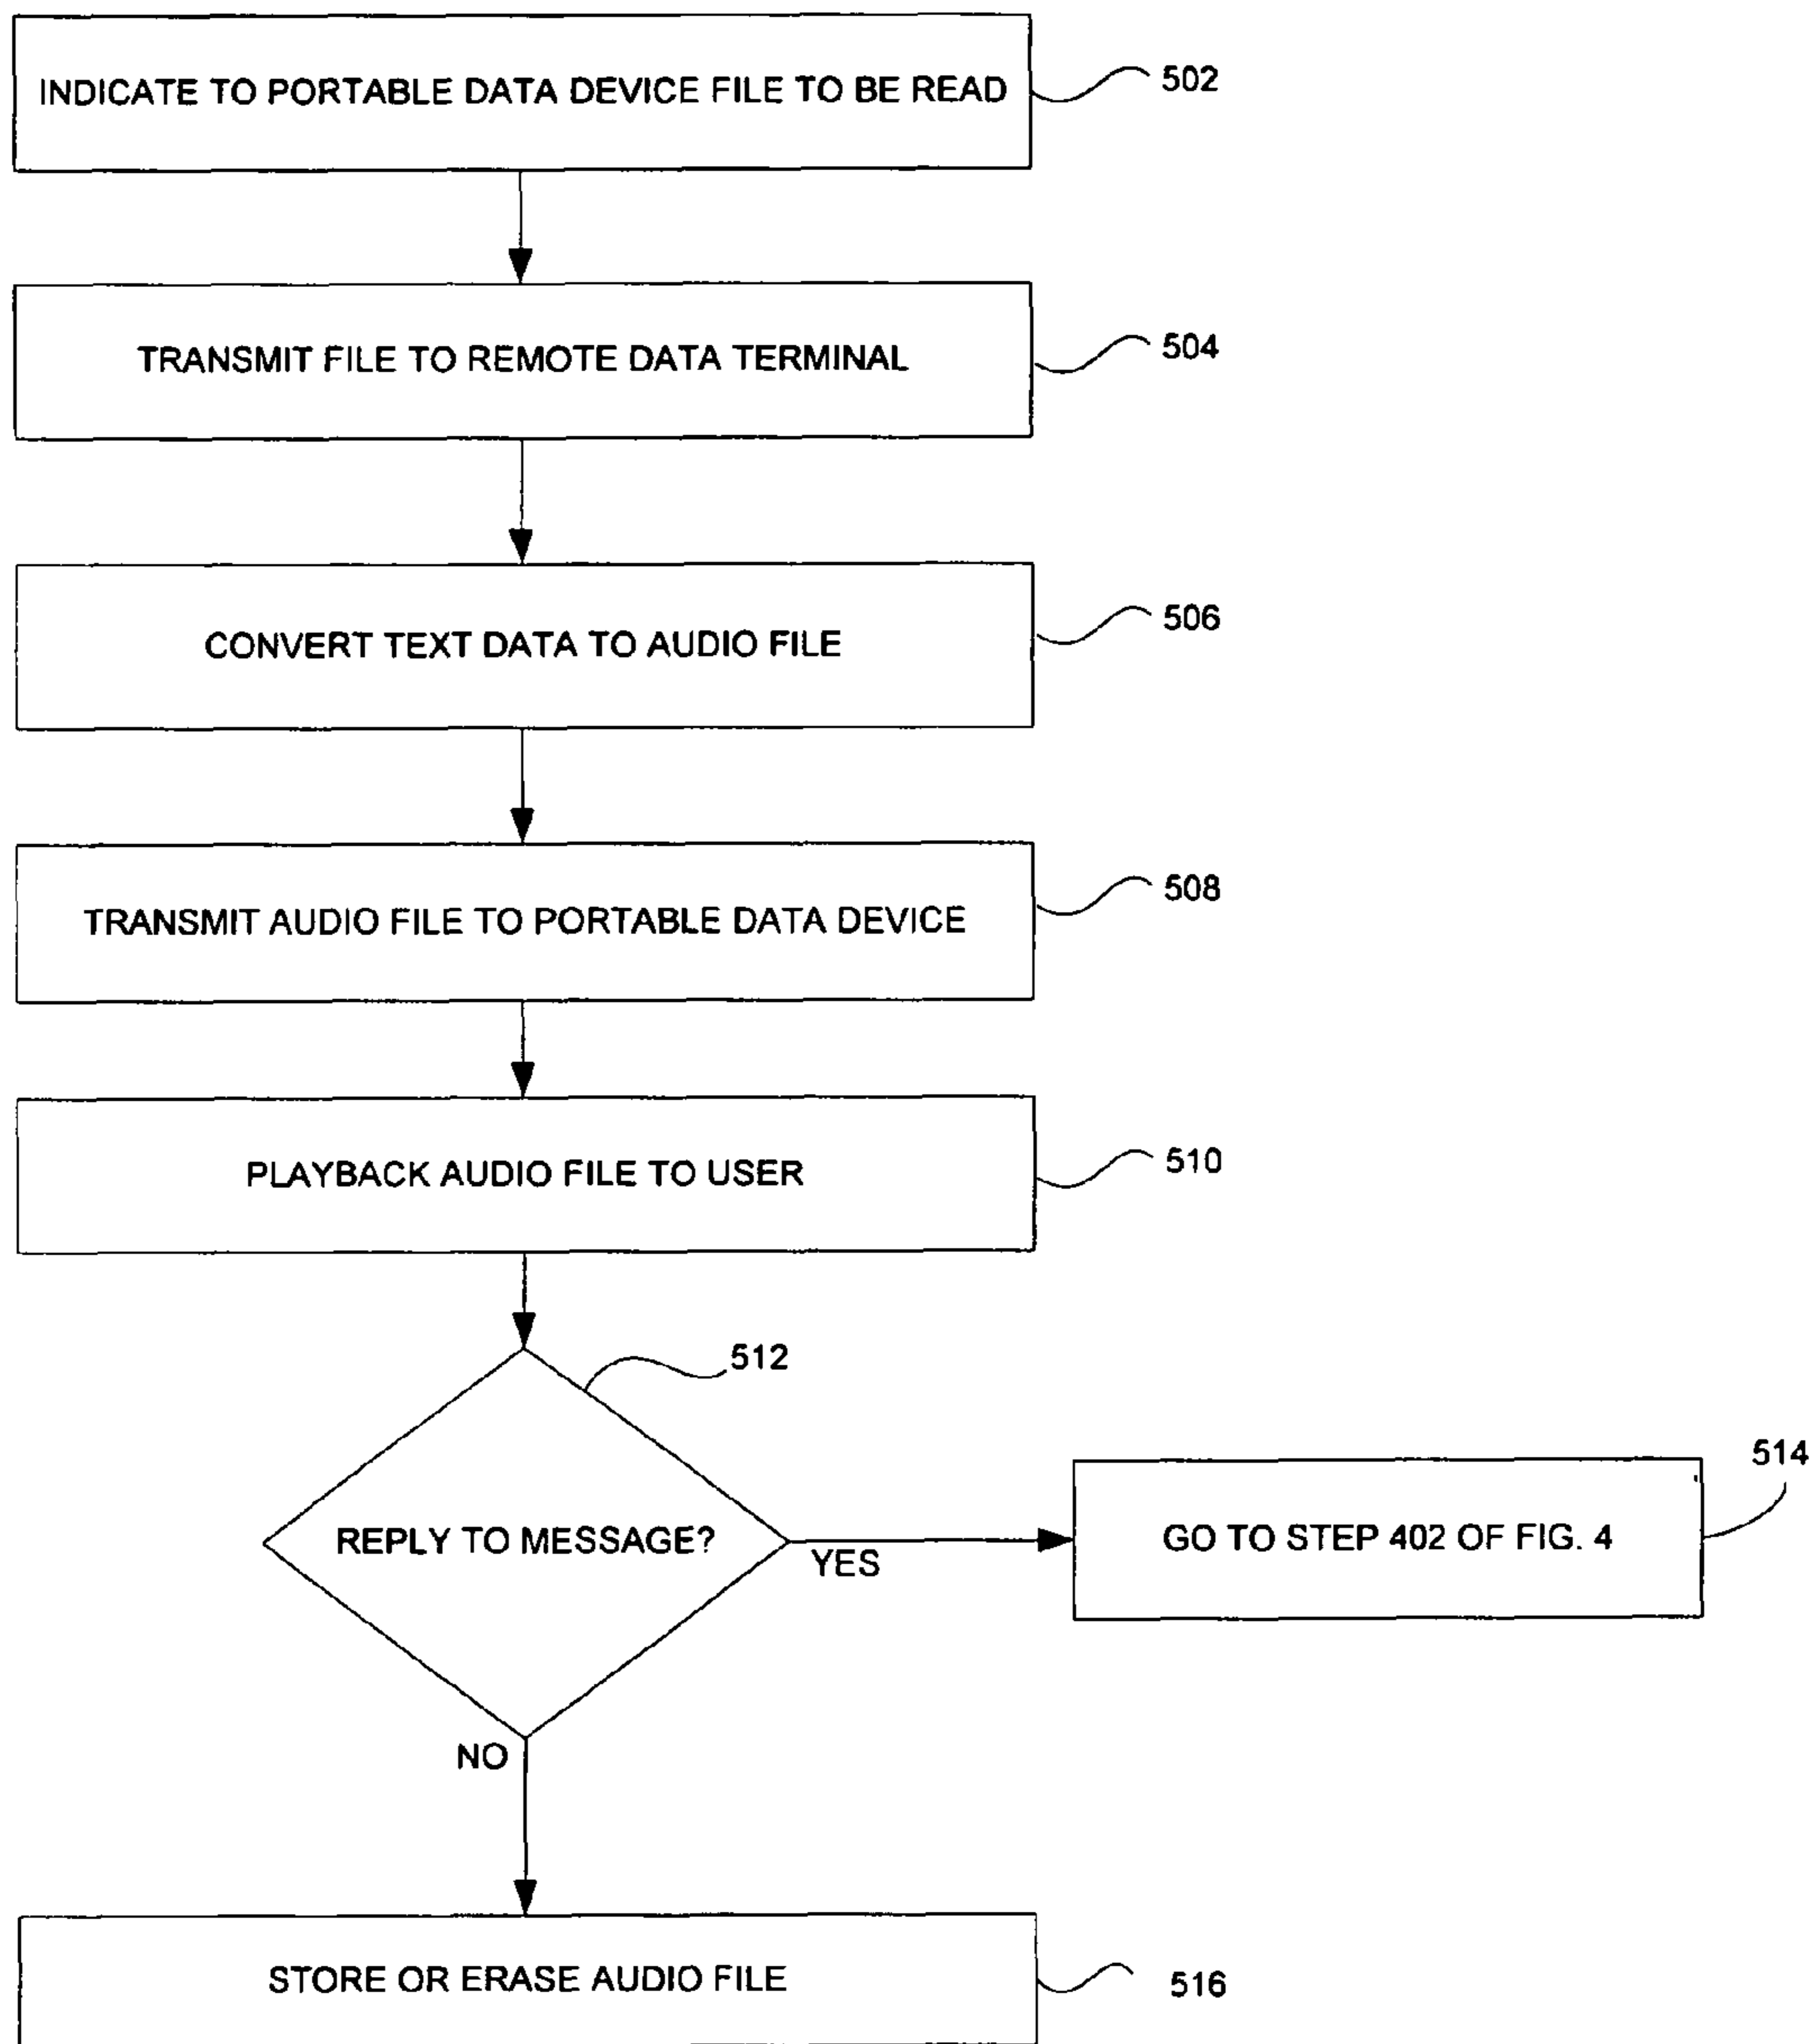 INDICATE TO PORTABLE DATA DEVICE FILE TO BE READ
502
TRANSMIT FILE TO REMOTE DATA TERMINAL
504
CONVERT TEXT DATA TO AUDIO FILE
506
TRANSMIT AUDIO FILE TO PORTABLE DATA DEVICE
508
PLAYBACK AUDIO FILE TO USER
510
512
REPLY TO MESSAGE?
YES
514
GO TO STEP 402 OF FIG. 4
NO
STORE OR ERASE AUDIO FILE
516